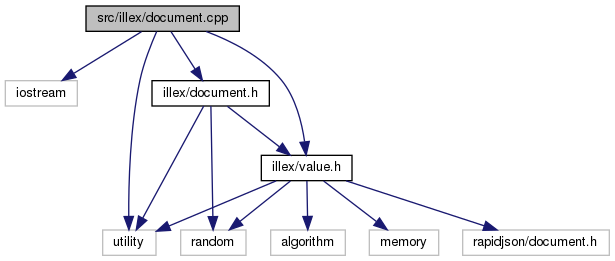 src/illex/document.cpp
iostream
illex/document.h
illex/value.h
utility
random
algorithm
memory
rapidjson/document.h